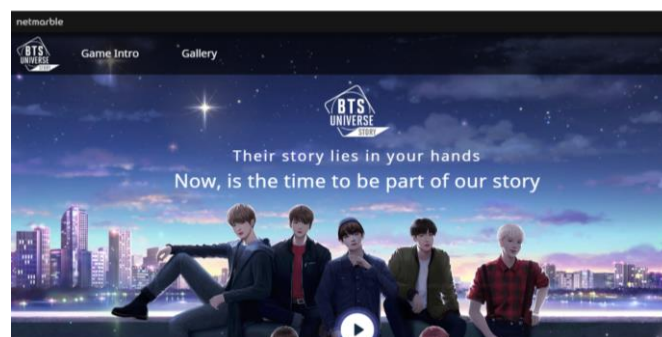 netmarble
BTS
UNIVERSE
STORY
Game Intro
Gallery
BTS
UNIVERSE
STORY
Their story lies in your hands
Now, is the time to be part of our story